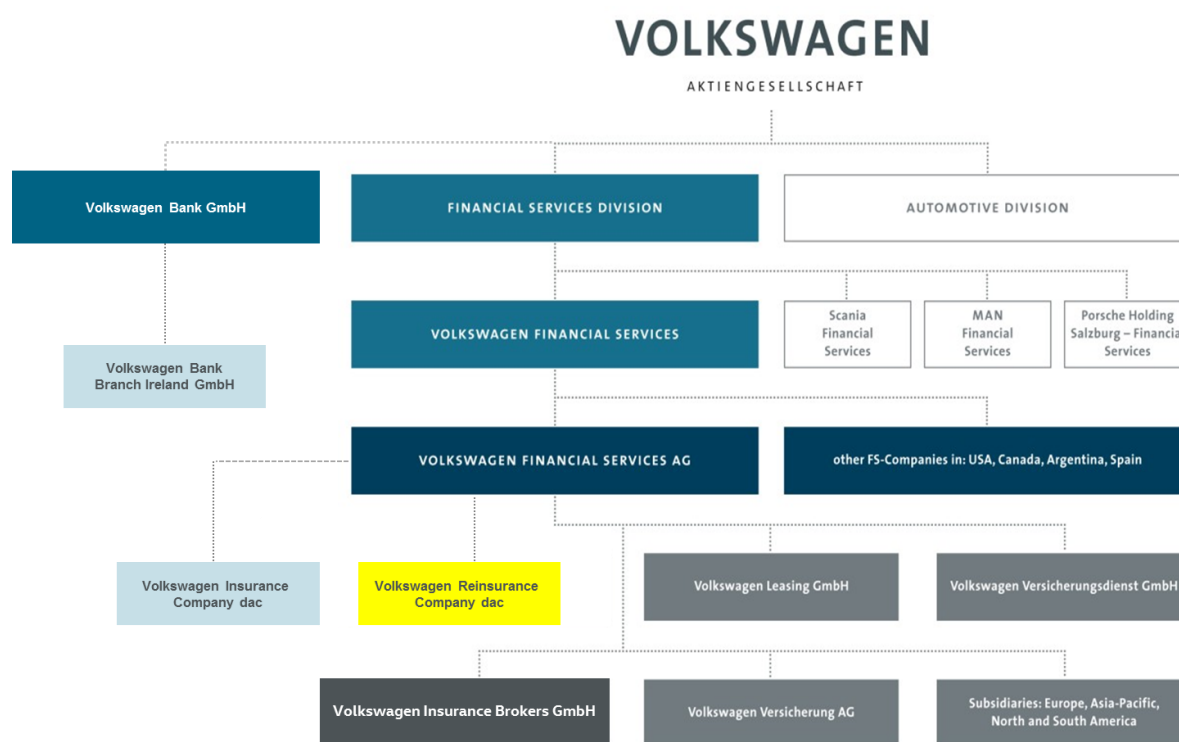 VOLKSWAGEN
AKTIENGESELLSCHAFT
Volkswagen Bank GmbH
FINANCIAL SERVICES DIVISION
AUTOMOTIVE DIVISION
VOLKSWAGEN FINANCIAL SERVICES
Scania
Financial
Services
MAN
Financial
Services
Porsche Holding
Salzburg – Financia
Services
Volkswagen Bank
Branch Ireland GmbH
VOLKSWAGEN FINANCIAL SERVICES AG
other FS-Companies in: USA, Canada, Argentina, Spain
Volkswagen Insurance
Company dac
Volkswagen Reinsurance
Company dac
Volkswagen Leasing GmbH
Volkswagen Versicherungsdienst GmbH
Volkswagen Insurance Brokers GmbH
Volkswagen Versicherung AG
Subsidiaries: Europe, Asia-Pacific,
North and South America